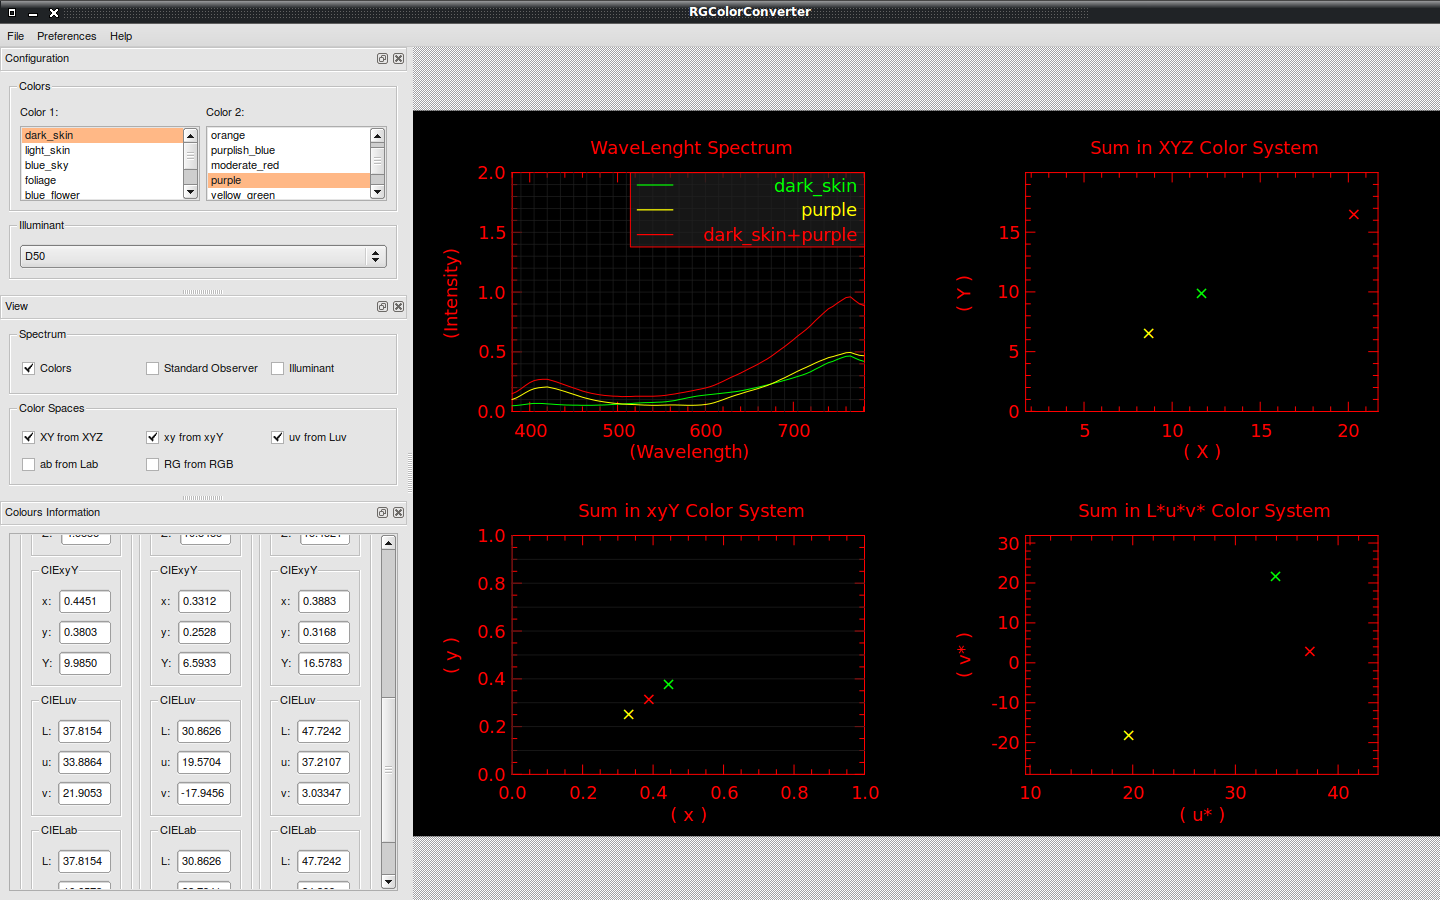 RGColorConverter
File Preferences Help
Configuration
Colors
Color 1: Color 2:
dark_skin
light_skin
blue_sky
foliage
blue_flower
orange
purplish_blue
moderate_red
purple
yellow_green
Illuminant
D50
View
Spectrum
Colors Standard Observer Illuminant
Color Spaces
XY from XYZ xy from xyY uv from Luv
ab from Lab RG from RGB
Colours Information
CIExyY CIExyY CIExyY
x: 0.4451 x: 0.3312 x: 0.3883
y: 0.3803 y: 0.2528 y: 0.3168
Y: 9.9850 Y: 6.5933 Y: 16.5783
CIELuv CIELuv CIELuv
L: 37.8154 L: 30.8626 L: 47.7242
u: 33.8864 u: 19.5704 u: 37.2107
v: 21.9053 v: -17.9456 v: 3.03347
CIELab CIELab CIELab
L: 37.8154 L: 30.8626 L: 47.7242
WaveLenght Spectrum
2.0
1.5
1.0
0.5
0.0
(Intensity)
dark_skin
purple
dark_skin+purple
400 500 600 700
(Wavelength)
Sum in XYZ Color System
15
10
5
0
( Y )
5 10 15 20
( X )
Sum in xyY Color System
1.0
0.8
0.6
0.4
0.2
0.0
( y )
0.0 0.2 0.4 0.6 0.8 1.0
( x )
Sum in L*u*v* Color System
30
20
10
0
-10
-20
( v* )
10 20 30 40
( u* )